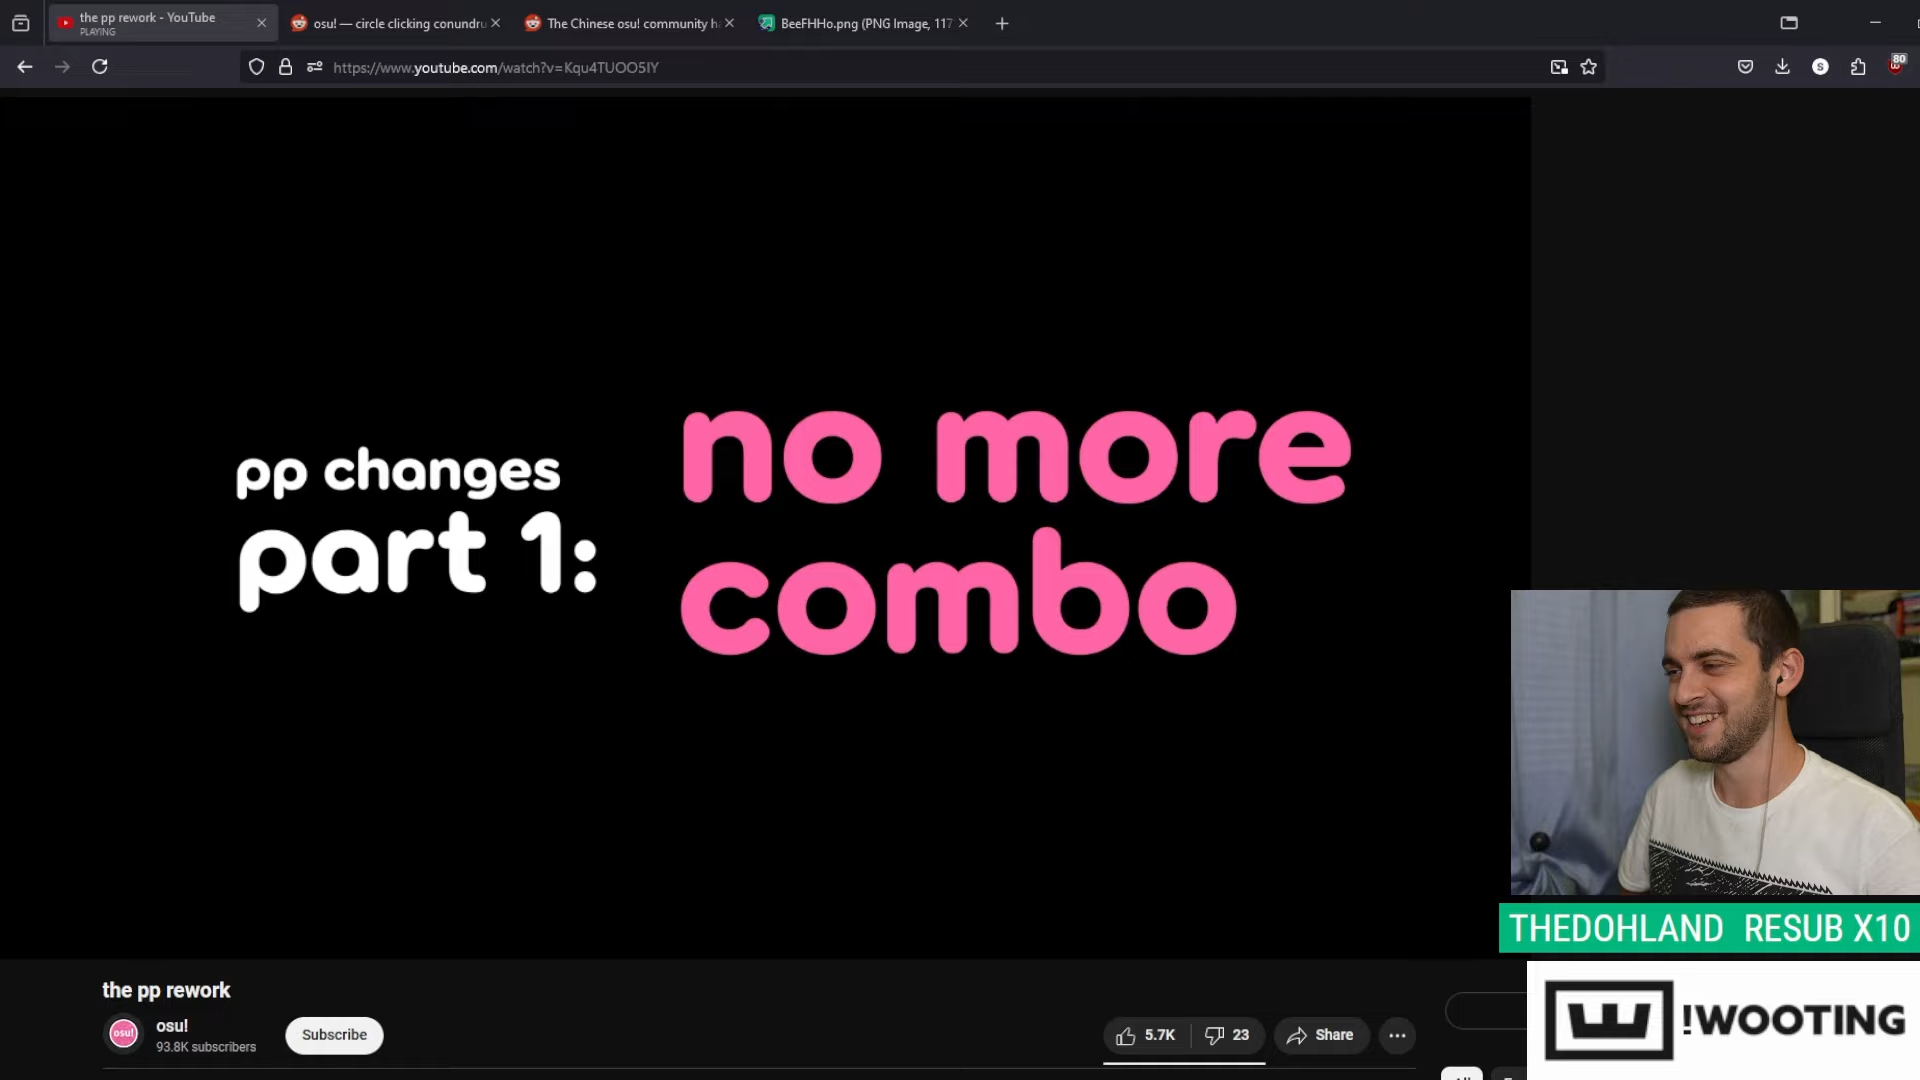 the pp rework - YouTube
PLAYING
osu! — circle clicking conundru
The Chinese osu! community h
BeeFHHo.png (PNG Image, 117
https://www.youtube.com/watch?v=Kqu4TUOO5IY
S
80
pp changes
part 1:
no more
combo
THEDOHLAND RESUB X10
the pp rework
osu!
osu!
93.8K subscribers
Subscribe
5.7K
23
Share
!WOOTING